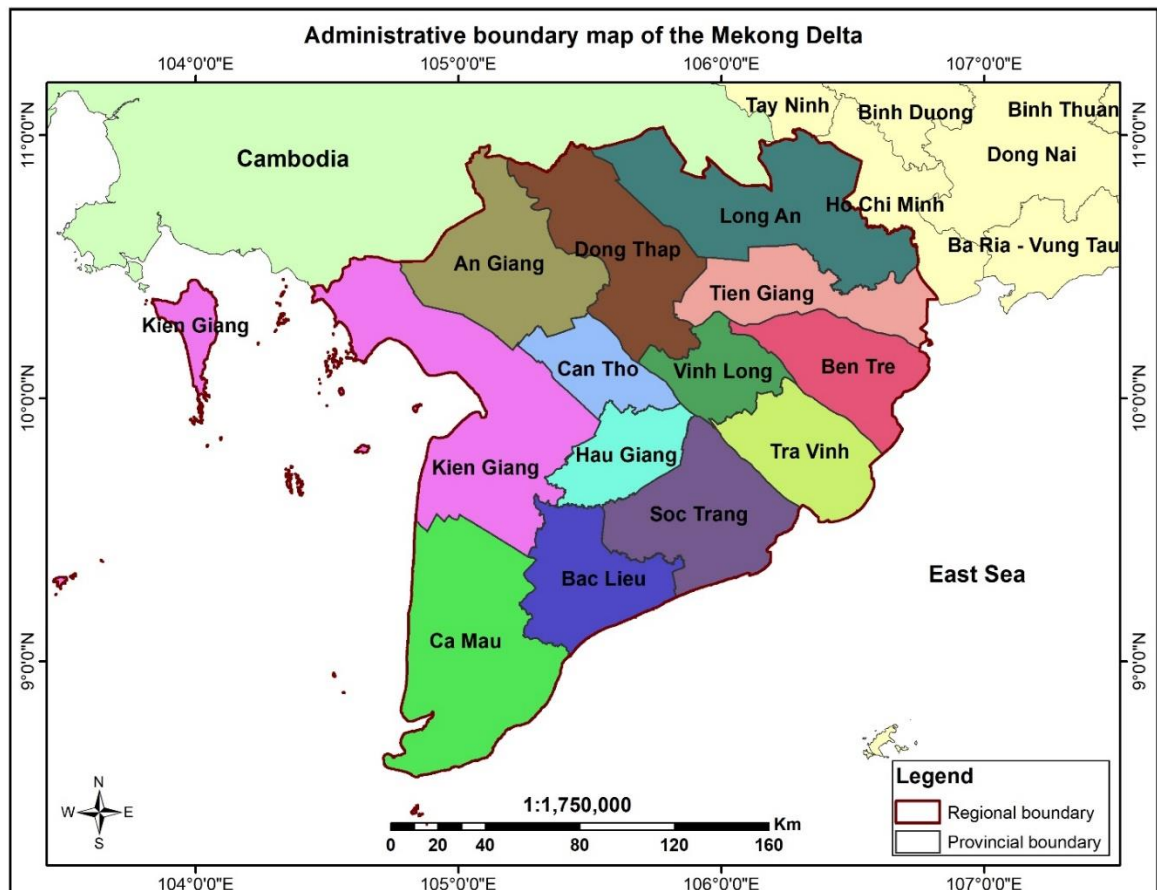 Administrative boundary map of the Mekong Delta
104°0'0"E 105°0'0"E 106°0'0"E 107°0'0"E
11°0'0"N
11°0'0"N
Tay Ninh
Binh Duong
Binh Thuan
Cambodia
Dong Nai
Long An
Ho Chi Minh
An Giang
Dong Thap
Ba Ria - Vung Tau
Tien Giang
Kien Giang
Can Tho
Vinh Long
Ben Tre
10°0'0"N
10°0'0"N
Kien Giang
Hau Giang
Tra Vinh
Soc Trang
Bac Lieu
East Sea
Ca Mau
9°0'0"N
9°0'0"N
N
W E
S
1:1,750,000
Km
0 10 20 40 80 120 160
Legend
Regional boundary
Provincial boundary
104°0'0"E 105°0'0"E 106°0'0"E 107°0'0"E